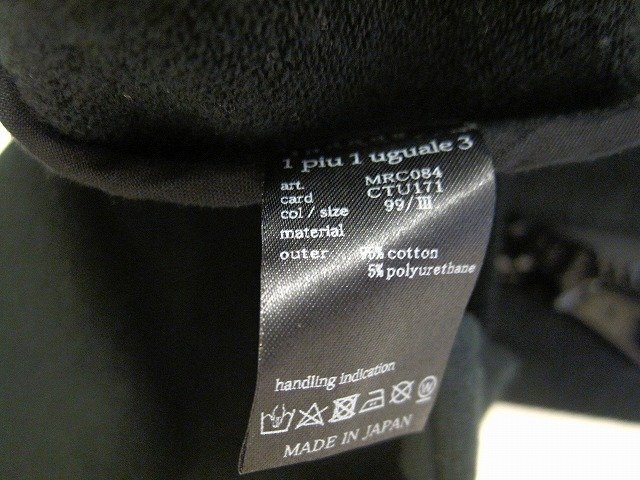 1 piu 1 uguale 3
art. MRC084
card CTU171
col / size 99/III
material
outer 95% cotton
5% polyurethane
handling indication
W
MADE IN JAPAN